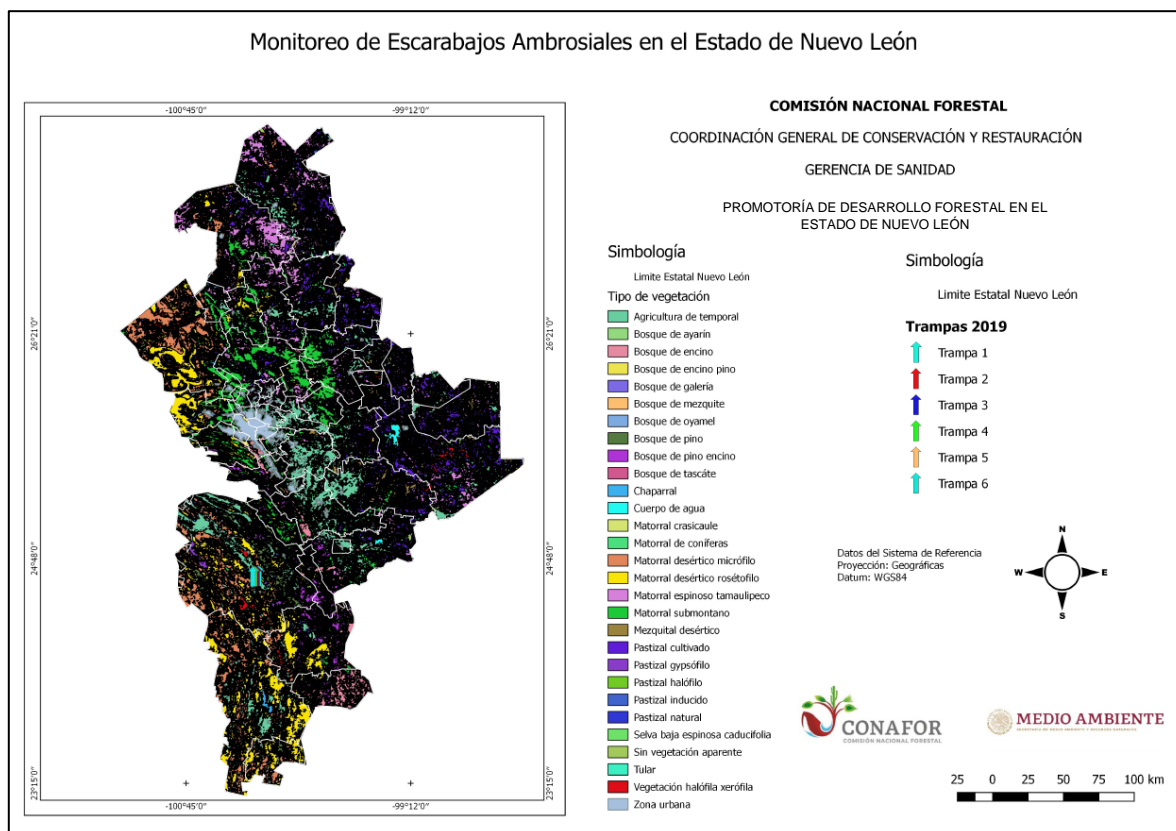 Monitoreo de Escarabajos Ambrosiales en el Estado de Nuevo León
-100°45'0"
-99°12'0"
26°21'0"
26°21'0"
24°48'0"
24°48'0"
23°15'0"
23°15'0"
-100°45'0"
-99°12'0"
COMISIÓN NACIONAL FORESTAL
COORDINACIÓN GENERAL DE CONSERVACIÓN Y RESTAURACIÓN
GERENCIA DE SANIDAD
PROMOTORÍA DE DESARROLLO FORESTAL EN EL
ESTADO DE NUEVO LEÓN
Simbología
Limite Estatal Nuevo León
Tipo de vegetación
Agricultura de temporal
Bosque de ayarín
Bosque de encino
Bosque de encino pino
Bosque de galería
Bosque de mezquite
Bosque de oyamel
Bosque de pino
Bosque de pino encino
Bosque de tascáte
Chaparral
Cuerpo de agua
Matorral crasicaule
Matorral de coníferas
Matorral desértico micrófilo
Matorral desértico rosétofilo
Matorral espinoso tamaulipeco
Matorral submontano
Mezquital desértico
Pastizal cultivado
Pastizal gypsófilo
Pastizal halófilo
Pastizal inducido
Pastizal natural
Selva baja espinosa caducifolia
Sin vegetación aparente
Tular
Vegetación halófila xerófila
Zona urbana
Simbología
Limite Estatal Nuevo León
Trampas 2019
Trampa 1
Trampa 2
Trampa 3
Trampa 4
Trampa 5
Trampa 6
Datos del Sistema de Referencia
Proyección: Geográficas
Datum: WGS84
N
W E
S
CONAFOR
COMISIÓN NACIONAL FORESTAL
MEDIO AMBIENTE
SECRETARÍA DE MEDIO AMBIENTE Y RECURSOS NATURALES
25 0 25 50 75 100 km